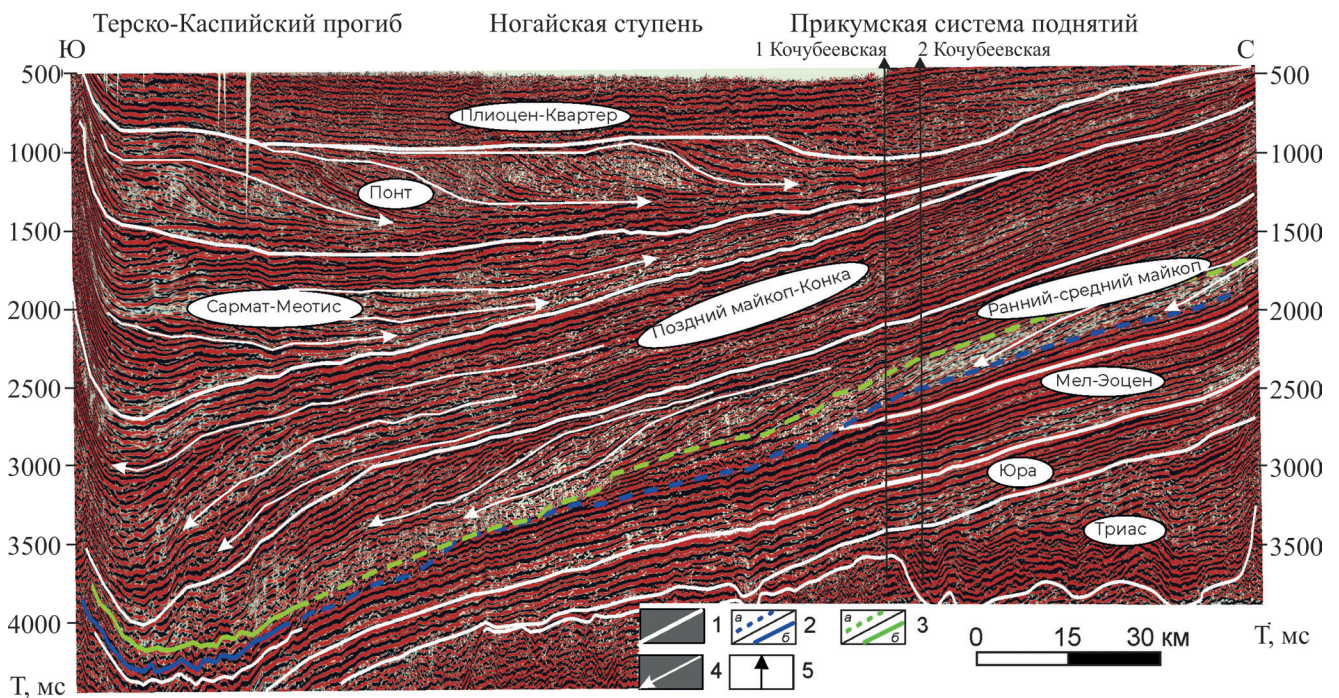 Терско-Каспийский прогиб Ногайская ступень Прикумская система поднятий
Ю 1 Кочубеевская 2 Кочубеевская С
500 500
Плиоцен-Квартер
1000 1000
Понт
1500 1500
Сармат-Меотис
Поздний майкоп-Конка
Ранний-средний майкоп
2000 2000
Мел-Эоцен
2500 2500
3000 3000
Юра
Триас
3500 3500
4000
а б
1 2 3
4 5
0 15 30 км
Т, мс Т, мс